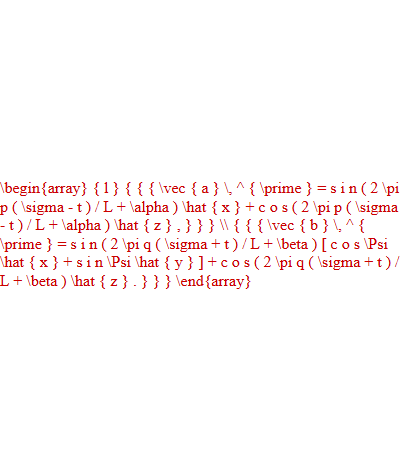 \begin{array} { l } { { { \vec { a } \, ^ { \prime } = s i n ( 2 \pi
p ( \sigma - t ) / L + \alpha ) \hat { x } + c o s ( 2 \pi p ( \sigma
- t ) / L + \alpha ) \hat { z } , } } } \\ { { { \vec { b } \, ^ {
\prime } = s i n ( 2 \pi q ( \sigma + t ) / L + \beta ) [ c o s \Psi
\hat { x } + s i n \Psi \hat { y } ] + c o s ( 2 \pi q ( \sigma + t ) /
L + \beta ) \hat { z } . } } } \end{array}